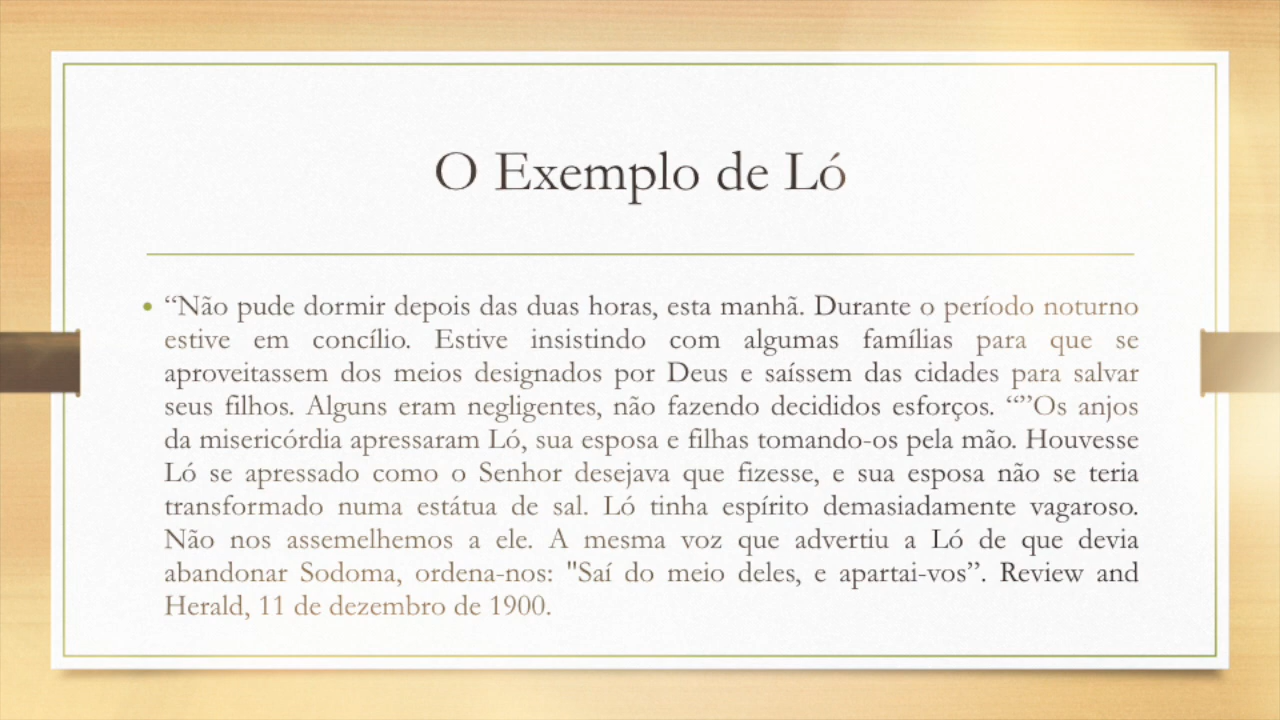 O Exemplo de Ló
• “Não pude dormir depois das duas horas, esta manhã. Durante o período noturno
estive em concílio. Estive insistindo com algumas famílias para que se
aproveitassem dos meios designados por Deus e saíssem das cidades para salvar
seus filhos. Alguns eram negligentes, não fazendo decididos esforços. “”Os anjos
da misericórdia apressaram Ló, sua esposa e filhas tomando-os pela mão. Houvesse
Ló se apressado como o Senhor desejava que fizesse, e sua esposa não se teria
transformado numa estátua de sal. Ló tinha espírito demasiadamente vagaroso.
Não nos assemelhemos a ele. A mesma voz que advertiu a Ló de que devia
abandonar Sodoma, ordena-nos: "Saí do meio deles, e apartai-vos”. Review and
Herald, 11 de dezembro de 1900.